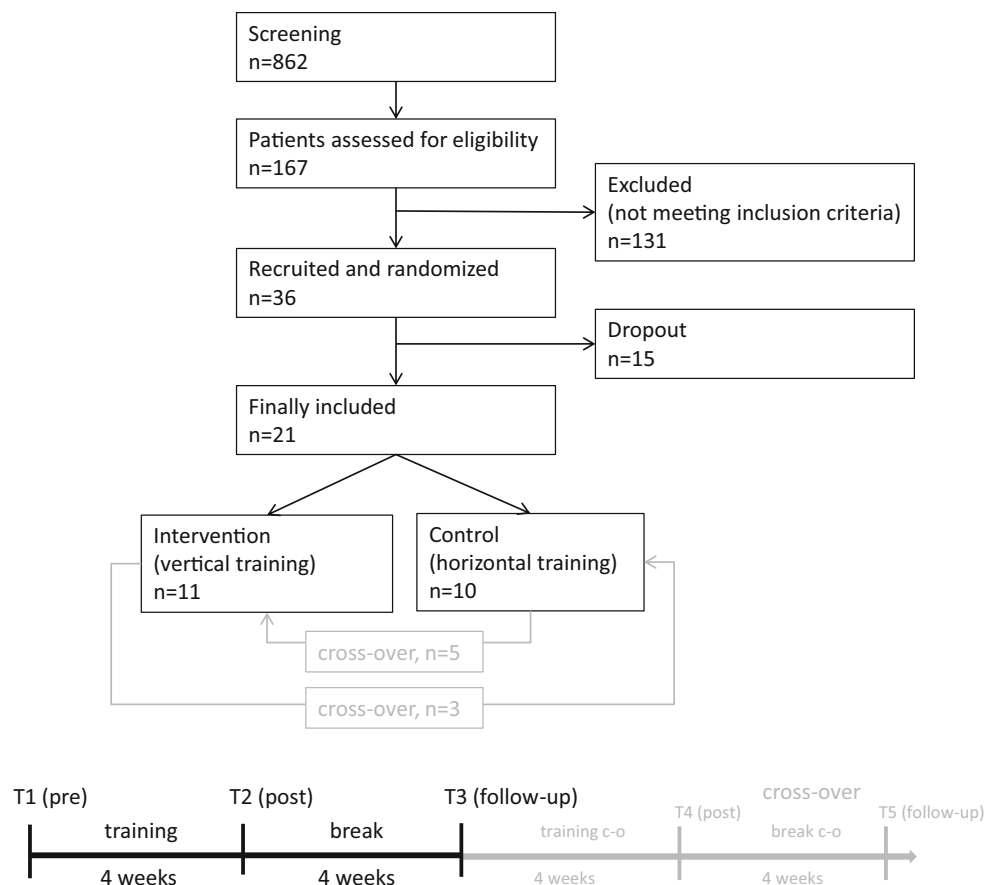 Screening
n=862
Patients assessed for eligibility
n=167
Excluded
(not meeting inclusion criteria)
n=131
Recruited and randomized
n=36
Dropout
n=15
Finally included
n=21
Intervention
(vertical training)
n=11
Control
(horizontal training)
n=10
cross-over, n=5
cross-over, n=3
T1 (pre)
T2 (post)
T3 (follow-up)
cross-over
T4 (post)
T5 (follow-up)
training
break
training c-o
break c-o
4 weeks
4 weeks
4 weeks
4 weeks